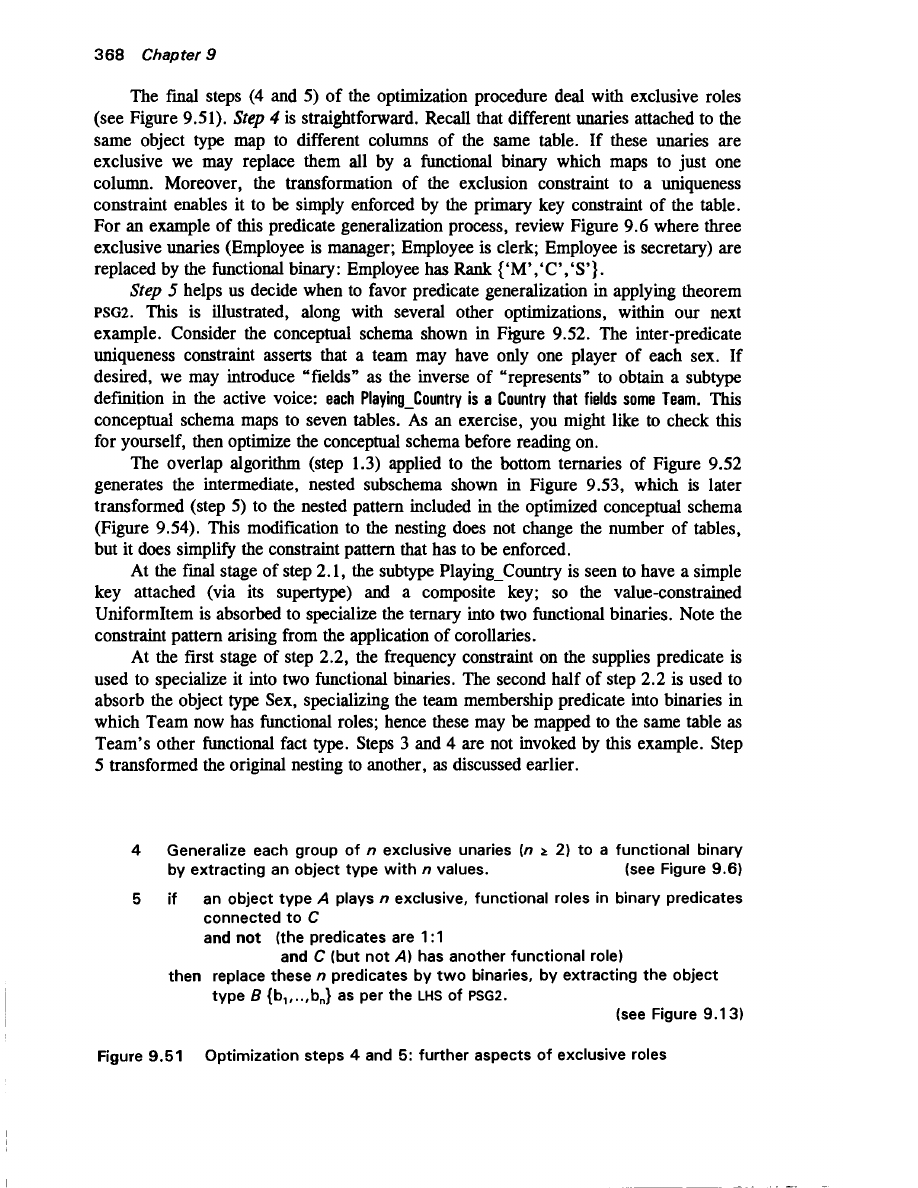 368 Chapter 9
The final steps (4 and 5) of the optimization procedure deal with exclusive roles
(see Figure 9.51). Step 4 is straightforward. Recall that different unaries attached to the
same object type map to different columns of the same table. If these unaries are
exclusive we may replace them all by a functional binary which maps to just one
column. Moreover, the transformation of the exclusion constraint to a uniqueness
constraint enables it to be simply enforced by the primary key constraint of the table.
For an example of this predicate generalization process, review Figure 9.6 where three
exclusive unaries (Employee is manager; Employee is clerk; Employee is secretary) are
replaced by the functional binary: Employee has Rank {‘M’,‘C’,‘S’}.
Step 5 helps us decide when to favor predicate generalization in applying theorem
PSG2. This is illustrated, along with several other optimizations, within our next
example. Consider the conceptual schema shown in Figure 9.52. The inter-predicate
uniqueness constraint asserts that a team may have only one player of each sex. If
desired, we may introduce “fields” as the inverse of “represents” to obtain a subtype
definition in the active voice: each Playing_Country is a Country that fields some Team. This
conceptual schema maps to seven tables. As an exercise, you might like to check this
for yourself, then optimize the conceptual schema before reading on.
The overlap algorithm (step 1.3) applied to the bottom ternaries of Figure 9.52
generates the intermediate, nested subschema shown in Figure 9.53, which is later
transformed (step 5) to the nested pattern included in the optimized conceptual schema
(Figure 9.54). This modification to the nesting does not change the number of tables,
but it does simplify the constraint pattern that has to be enforced.
At the final stage of step 2.1, the subtype Playing_Country is seen to have a simple
key attached (via its supertype) and a composite key; so the value-constrained
UniformItem is absorbed to specialize the ternary into two functional binaries. Note the
constraint pattern arising from the application of corollaries.
At the first stage of step 2.2, the frequency constraint on the supplies predicate is
used to specialize it into two functional binaries. The second half of step 2.2 is used to
absorb the object type Sex, specializing the team membership predicate into binaries in
which Team now has functional roles; hence these may be mapped to the same table as
Team’s other functional fact type. Steps 3 and 4 are not invoked by this example. Step
5 transformed the original nesting to another, as discussed earlier.
4 Generalize each group of n exclusive unaries (n ≥ 2) to a functional binary
by extracting an object type with n values. (see Figure 9.6)
5 if an object type A plays n exclusive, functional roles in binary predicates
connected to C
and not (the predicates are 1:1
and C (but not A) has another functional role)
then replace these n predicates by two binaries, by extracting the object
type B {b₁,..,bₙ} as per the LHS of PSG2.
(see Figure 9.13)
Figure 9.51 Optimization steps 4 and 5: further aspects of exclusive roles